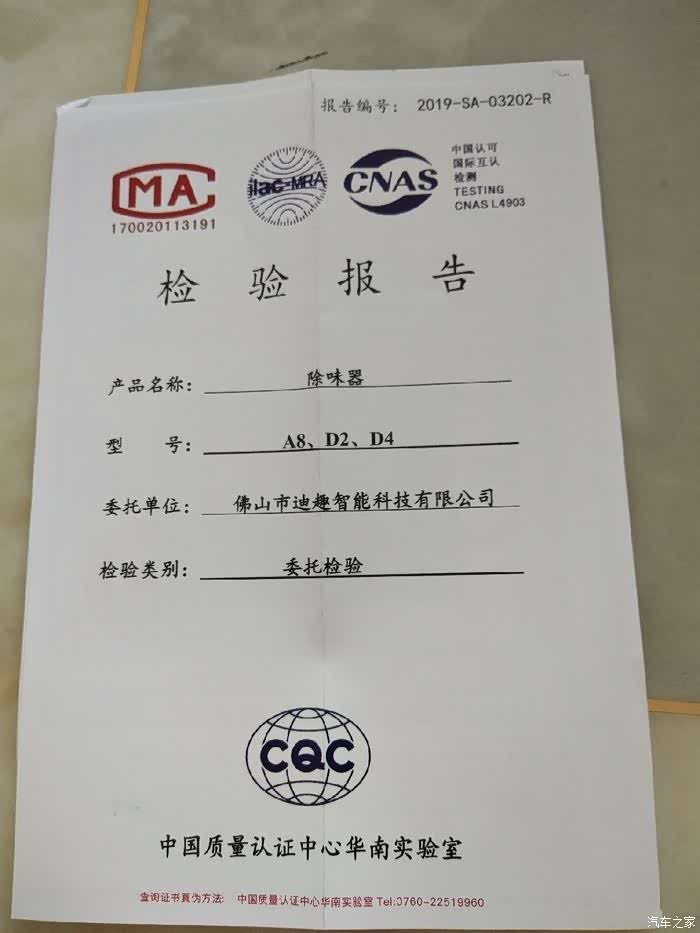 报告编号: 2019-SA-03202-R
MA
170020113191
ilac-MRA
CNAS
中国认可
国际互认
检测
TESTING
CNAS L4903
检验报告
产品名称: 除味器
型 号: A8、D2、D4
委托单位: 佛山市迪趣智能科技有限公司
检验类别: 委托检验
CQC
中国质量认证中心华南实验室
查询证书真伪方法: 中国质量认证中心华南实验室 Tel:0760-22519960
汽车之家